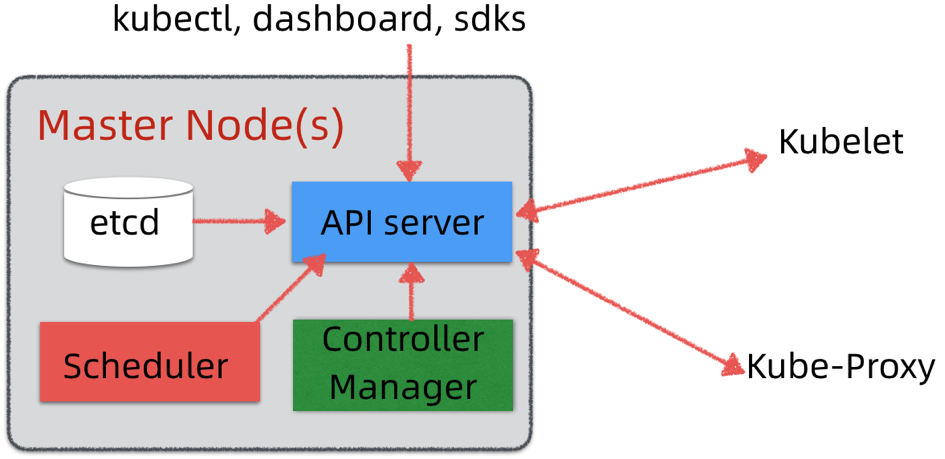 kubectl, dashboard, sdks
Master Node(s)
etcd
API server
Kubelet
Scheduler
Controller
Manager
Kube-Proxy